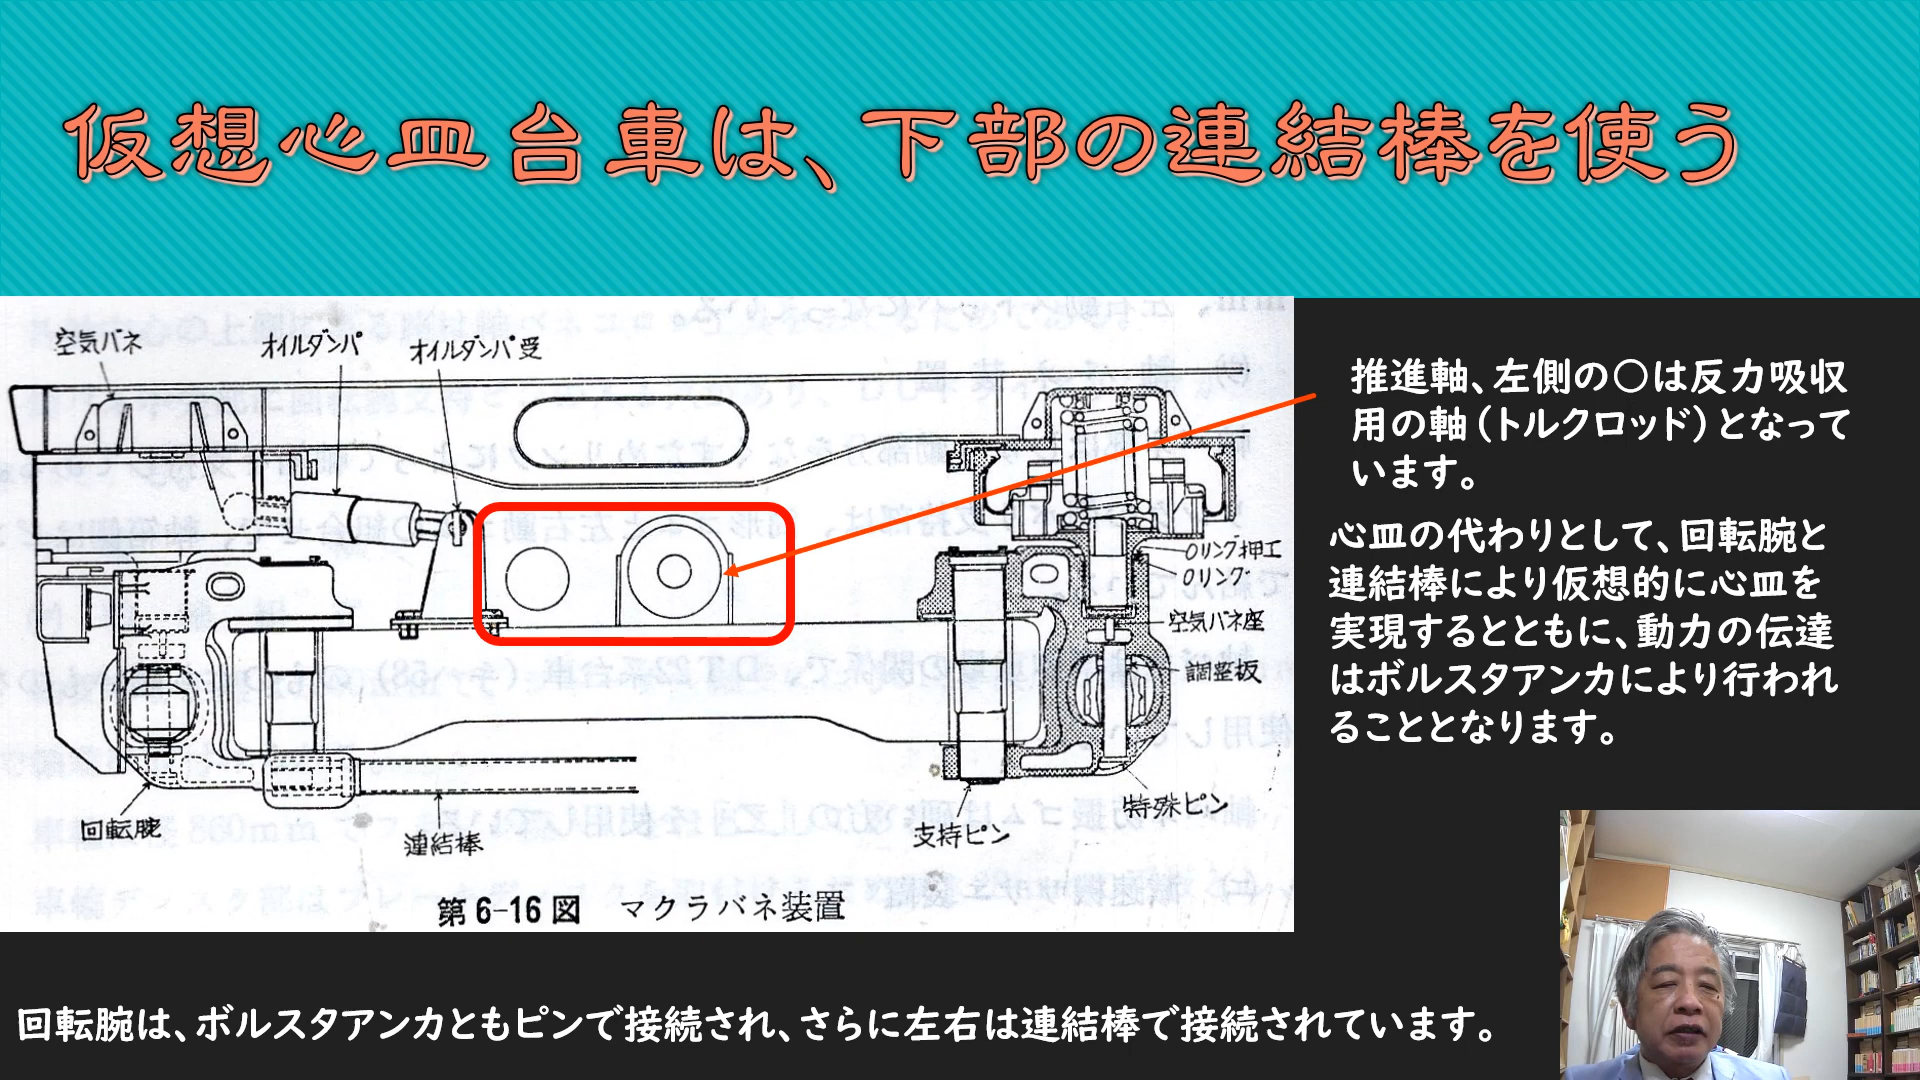 仮想心皿台車は、下部の連結棒を使う
空気バネ
オイルダンパ
オイルダンパ受
Oリング押エ
Oリング
空気バネ座
調整板
特殊ピン
支持ピン
連結棒
回転腕
第6-16図 マクラバネ装置
推進軸、左側の○は反力吸収
用の軸(トルクロッド)となって
います。
心皿の代わりとして、回転腕と
連結棒により仮想的に心皿を
実現するとともに、動力の伝達
はボルスタアンカにより行われ
ることとなります。
回転腕は、ボルスタアンカともピンで接続され、さらに左右は連結棒で接続されています。